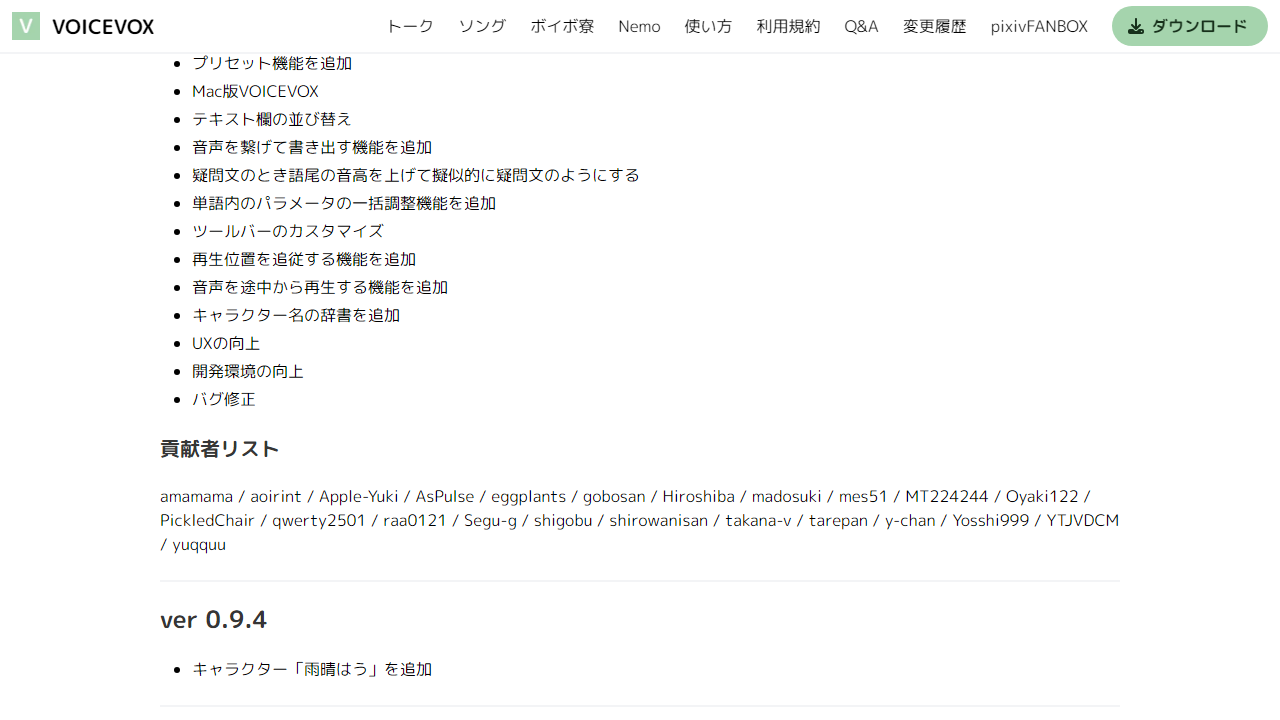 V VOICEVOX トーク ソング ボイボ寮 Nemo 使い方 利用規約 Q&A 変更履歴 pixivFANBOX ダウンロード
プリセット機能を追加
Mac版VOICEVOX
テキスト欄の並び替え
音声を繋げて書き出す機能を追加
疑問文のとき語尾の音高を上げて擬似的に疑問文のようにする
単語内のパラメータの一括調整機能を追加
ツールバーのカスタマイズ
再生位置を追従する機能を追加
音声を途中から再生する機能を追加
キャラクター名の辞書を追加
UXの向上
開発環境の向上
バグ修正
貢献者リスト
amamama / aoirint / Apple-Yuki / AsPulse / eggplants / gobosan / Hiroshiba / madosuki / mes51 / MT224244 / Oyaki122 /
PickledChair / qwerty2501 / raa0121 / Segu-g / shigobu / shirowanisan / takana-v / tarepan / y-chan / Yosshi999 / YTJVDCM
/ yuqquu
ver 0.9.4
キャラクター「雨晴はう」を追加